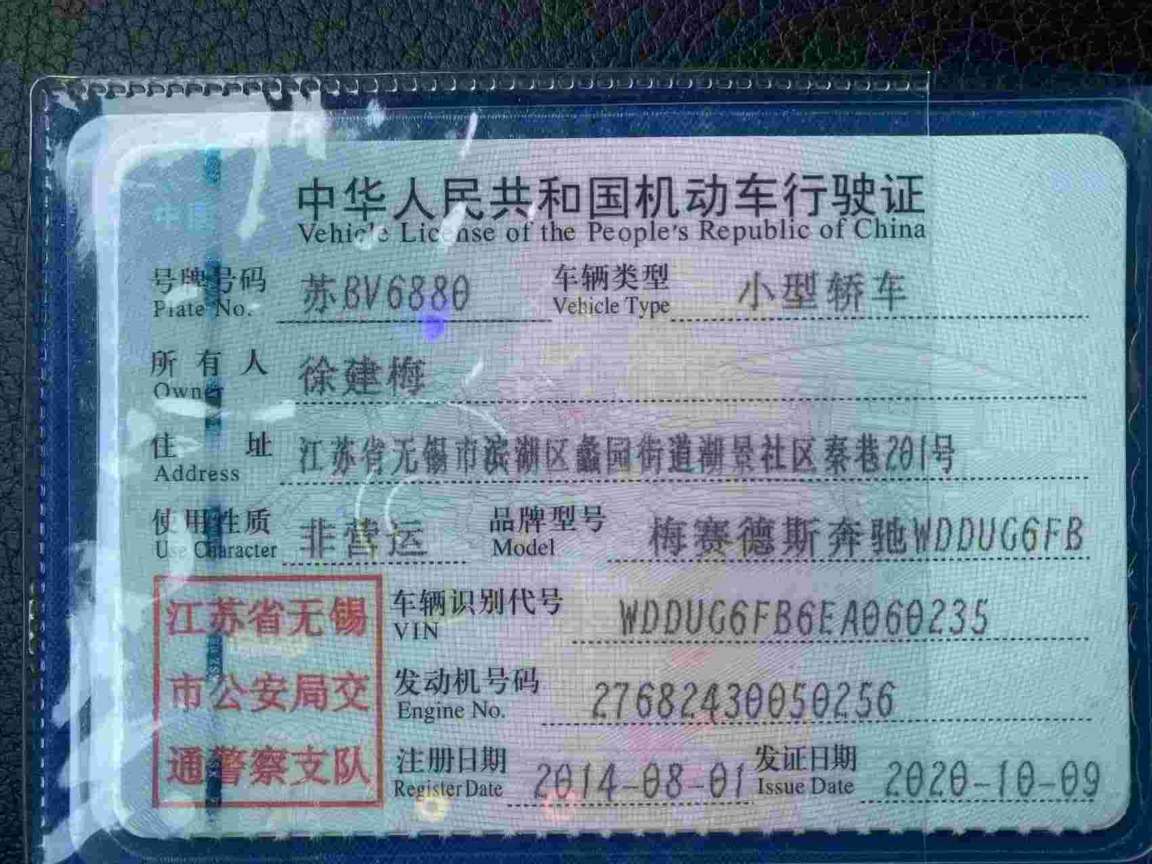 中华人民共和国机动车行驶证
Vehicle License of the People's Republic of China
号牌号码 苏BV6880 车辆类型 小型轿车
Plate No. Vehicle Type
所有人 徐建梅
Owner
住址 江苏省无锡市滨湖区蠡园街道湖景社区秦巷201号
Address
使用性质 非营运 品牌型号 梅赛德斯奔驰WDDUG6FB
Use Character Model
江苏省无锡 车辆识别代号 WDDUG6FB6EA060235
VIN
市公安局交 发动机号码 27682430050256
Engine No.
通警察支队 注册日期 2014-08-01 发证日期 2020-10-09
Register Date Issue Date